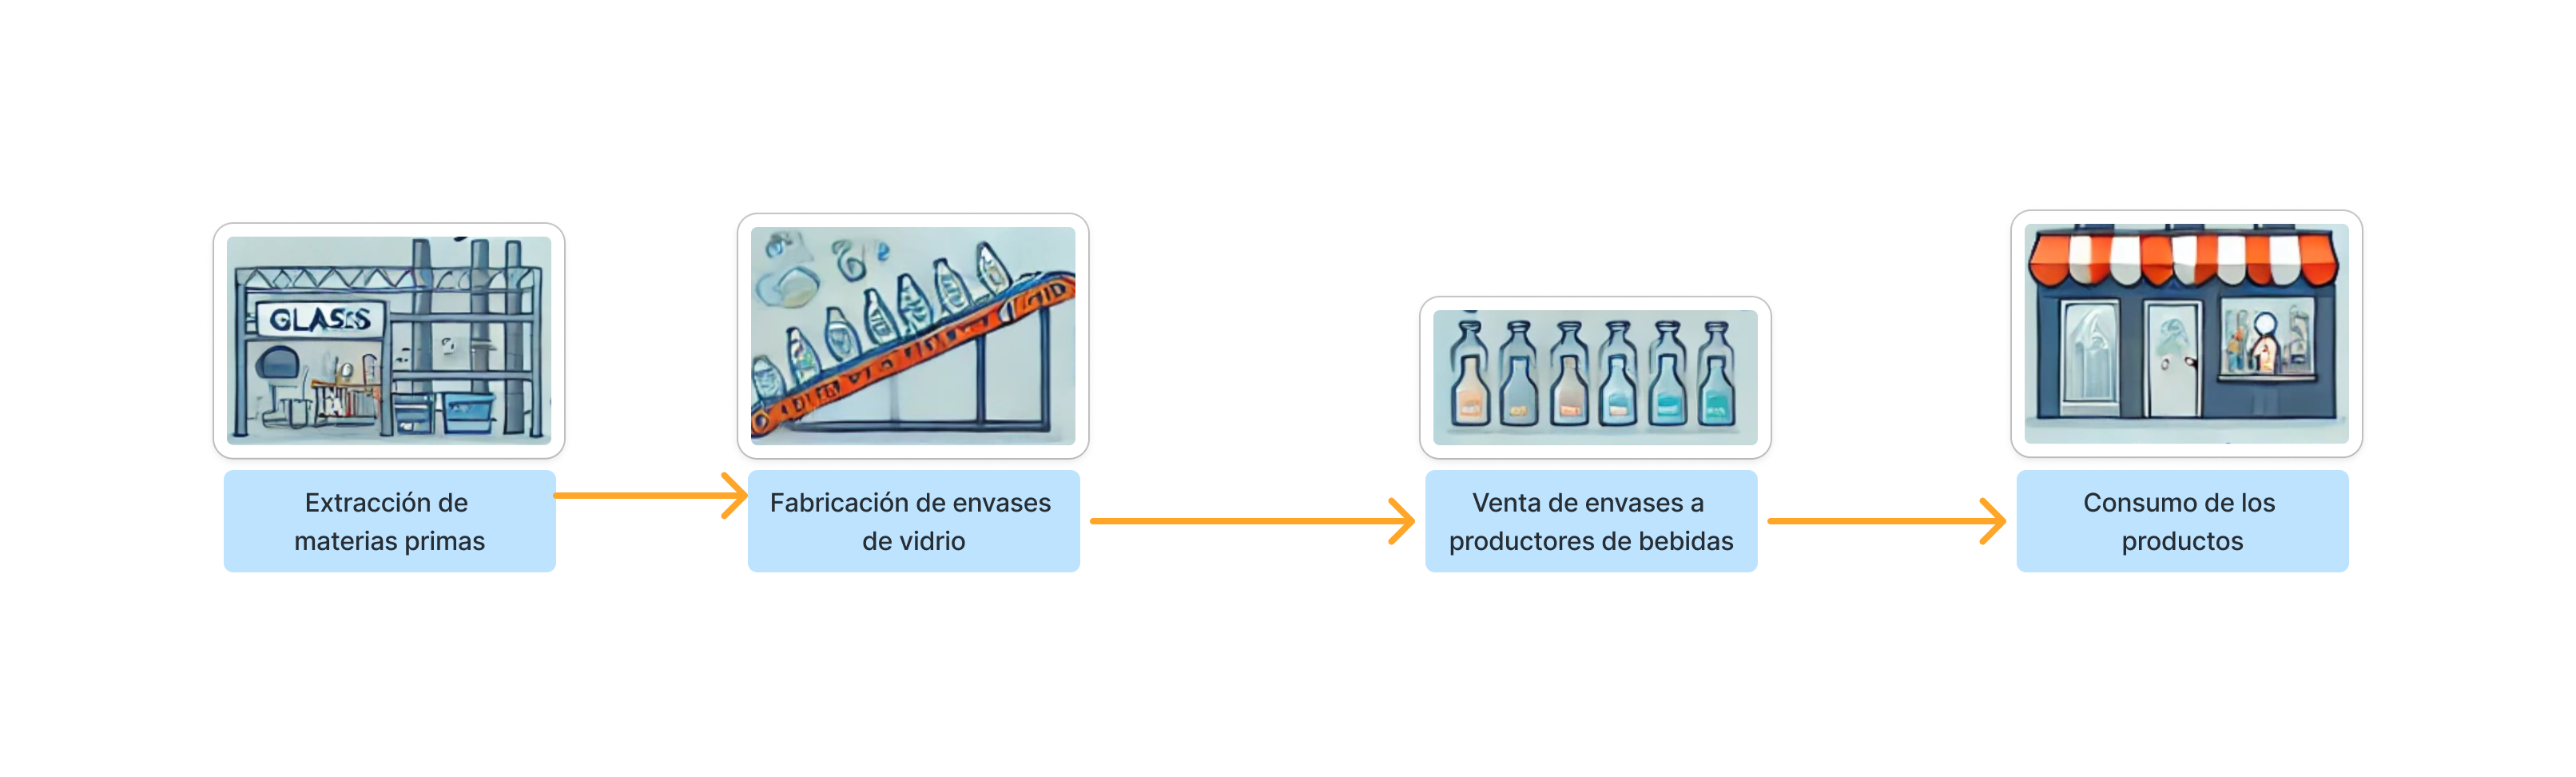 GLASS
Extracción de
materias primas
Fabricación de envases
de vidrio
Venta de envases a
productores de bebidas
Consumo de los
productos